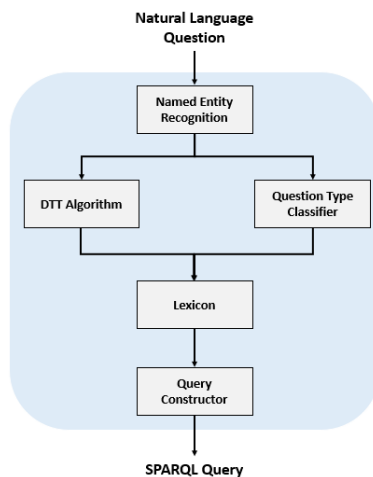 Natural Language
Question
Named Entity
Recognition
DTT Algorithm
Question Type
Classifier
Lexicon
Query
Constructor
SPARQL Query